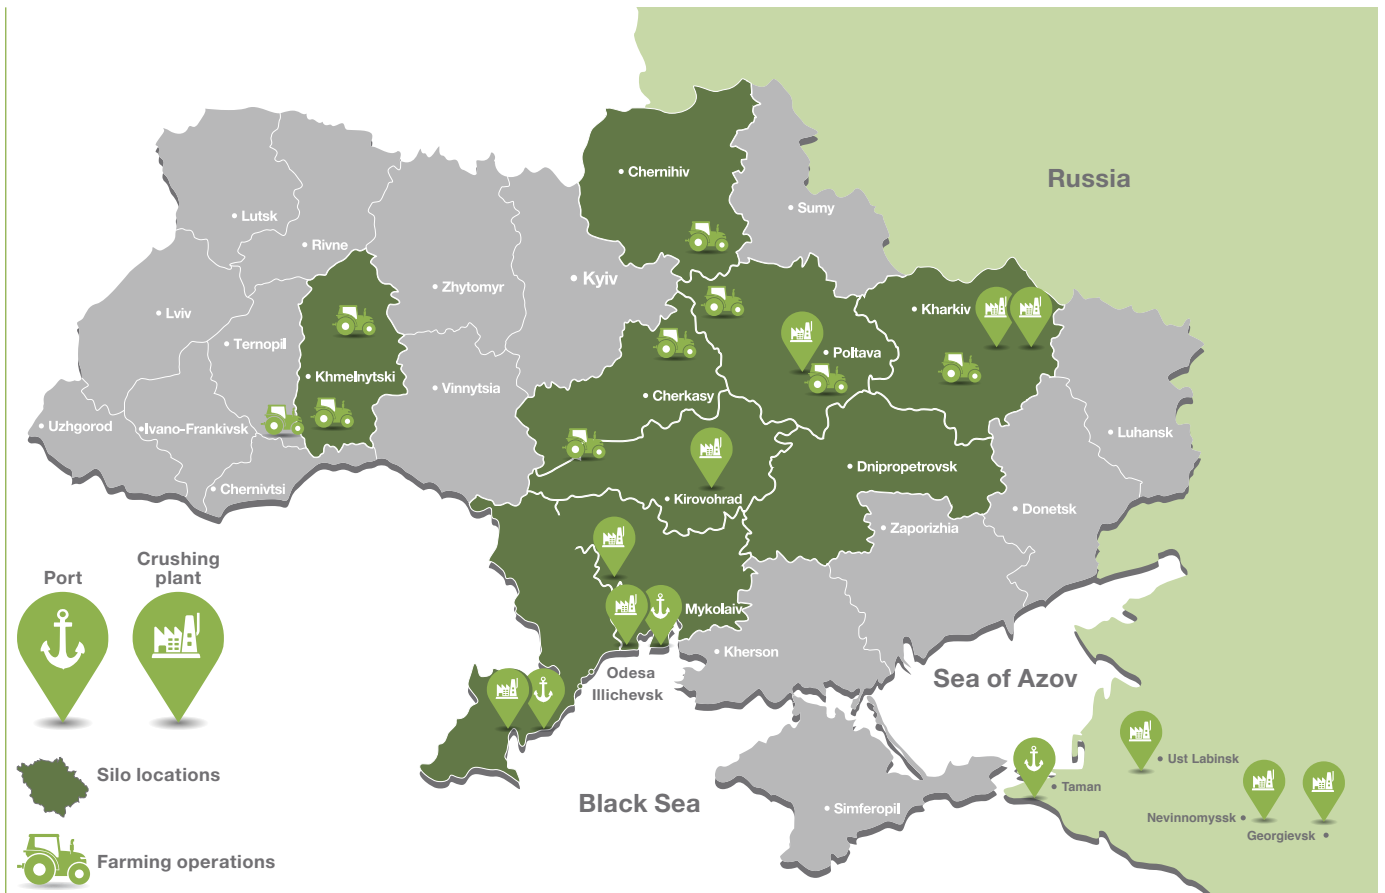 Russia
Chernihiv
Lutsk
Sumy
Rivne
Kyiv
Zhytomyr
Lviv
Kharkiv
Ternopil
Poltava
Khmelnytski
Vinnytsia
Cherkasy
Uzhgorod
Ivano-Frankivsk
Luhansk
Dnipropetrovsk
Chernivtsi
Kirovohrad
Donetsk
Zaporizhia
Port
Crushing
plant
Mykolaiv
Kherson
Odesa
Illichevsk
Sea of Azov
Silo locations
Black Sea
Ust Labinsk
Taman
Simferopil
Nevinnomyssk
Georgievsk
Farming operations